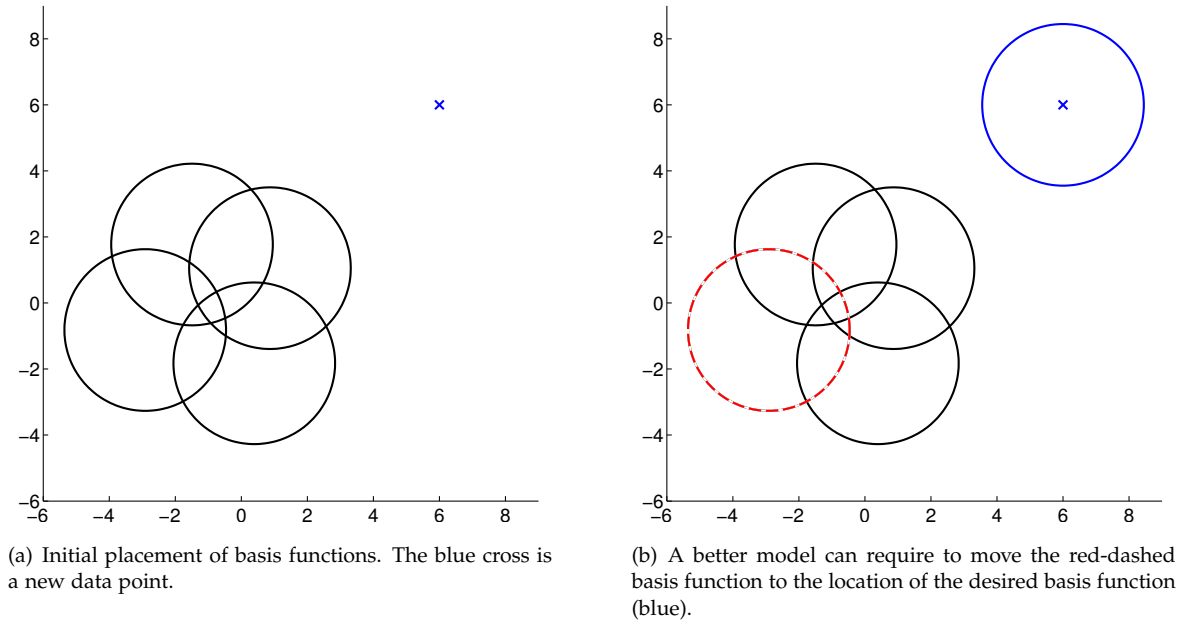 8
6
4
2
0
−2
−4
−6
−6 −4 −2 0 2 4 6 8
(a) Initial placement of basis functions. The blue cross is
a new data point.
8
6
4
2
0
−2
−4
−6
−6 −4 −2 0 2 4 6 8
(b) A better model can require to move the red-dashed
basis function to the location of the desired basis function
(blue).